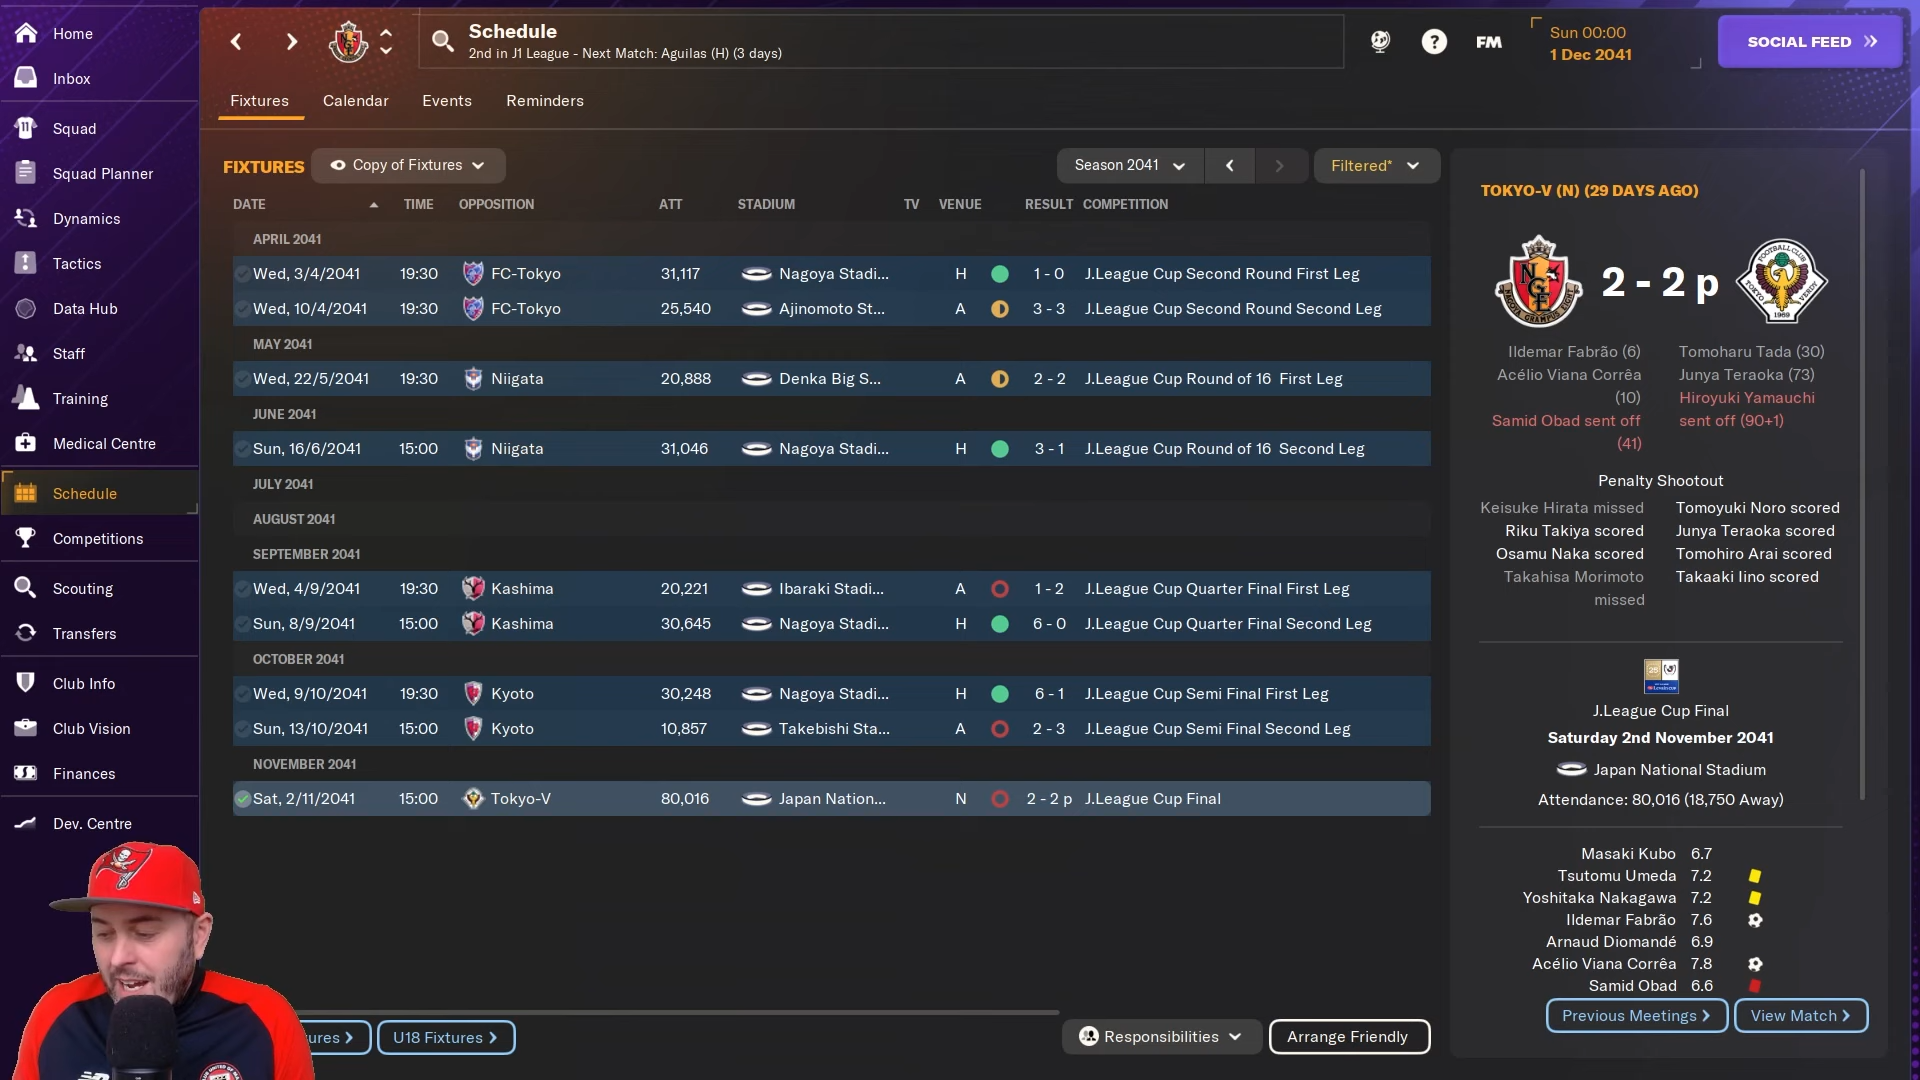 Home
Inbox
Squad
Squad Planner
Dynamics
Tactics
Data Hub
Staff
Training
Medical Centre
Schedule
Competitions
Scouting
Transfers
Club Info
Club Vision
Finances
Dev. Centre
Schedule
2nd in J1 League - Next Match: Aguilas (H) (3 days)
?
FM
Sun 00:00
1 Dec 2041
SOCIAL FEED
Fixtures Calendar Events Reminders
FIXTURES Copy of Fixtures Season 2041 Filtered*
DATE TIME OPPOSITION ATT STADIUM TV VENUE RESULT COMPETITION
APRIL 2041
Wed, 3/4/2041 19:30 FC-Tokyo 31,117 Nagoya Stadi... H 1 - 0 J.League Cup Second Round First Leg
Wed, 10/4/2041 19:30 FC-Tokyo 25,540 Ajinomoto St... A 3 - 3 J.League Cup Second Round Second Leg
MAY 2041
Wed, 22/5/2041 19:30 Niigata 20,888 Denka Big S... A 2 - 2 J.League Cup Round of 16 First Leg
JUNE 2041
Sun, 16/6/2041 15:00 Niigata 31,046 Nagoya Stadi... H 3 - 1 J.League Cup Round of 16 Second Leg
JULY 2041
AUGUST 2041
SEPTEMBER 2041
Wed, 4/9/2041 19:30 Kashima 20,221 Ibaraki Stadi... A 1 - 2 J.League Cup Quarter Final First Leg
Sun, 8/9/2041 15:00 Kashima 30,645 Nagoya Stadi... H 6 - 0 J.League Cup Quarter Final Second Leg
OCTOBER 2041
Wed, 9/10/2041 19:30 Kyoto 30,248 Nagoya Stadi... H 6 - 1 J.League Cup Semi Final First Leg
Sun, 13/10/2041 15:00 Kyoto 10,857 Takebishi Sta... A 2 - 3 J.League Cup Semi Final Second Leg
NOVEMBER 2041
Sat, 2/11/2041 15:00 Tokyo-V 80,016 Japan Nation... N 2 - 2 p J.League Cup Final
ures U18 Fixtures Responsibilities Arrange Friendly
TOKYO-V (N) (29 DAYS AGO)
2 - 2 p
Ildemar Fabrão (6) Tomoharu Tada (30)
Acélio Viana Corrêa Junya Teraoka (73)
(10) Hiroyuki Yamauchi
Samid Obad sent off sent off (90+1)
(41)
Penalty Shootout
Keisuke Hirata missed Tomoyuki Noro scored
Riku Takiya scored Junya Teraoka scored
Osamu Naka scored Tomohiro Arai scored
Takahisa Morimoto Takaaki Iino scored
missed
J.League Cup Final
Saturday 2nd November 2041
Japan National Stadium
Attendance: 80,016 (18,750 Away)
Masaki Kubo 6.7
Tsutomu Umeda 7.2
Yoshitaka Nakagawa 7.2
Ildemar Fabrão 7.6
Arnaud Diomandé 6.9
Acélio Viana Corrêa 7.8
Samid Obad 6.6
Previous Meetings View Match